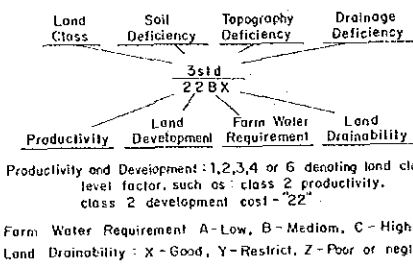 Land Soil Topography Drainage
Class Deficiency Deficiency Deficiency
3std
22BX
Productivity Land Farm Water Land
Development Requirement Drainability
Productivity and Development : 1,2,3,4 or 6 denoting land
level factor, such as : class 2 productivity,
class 2 development cost - "22"
Farm Water Requirement A-Low, B-Medium, C-High
Land Drainability : X-Good, Y-Restrict, Z-Poor or